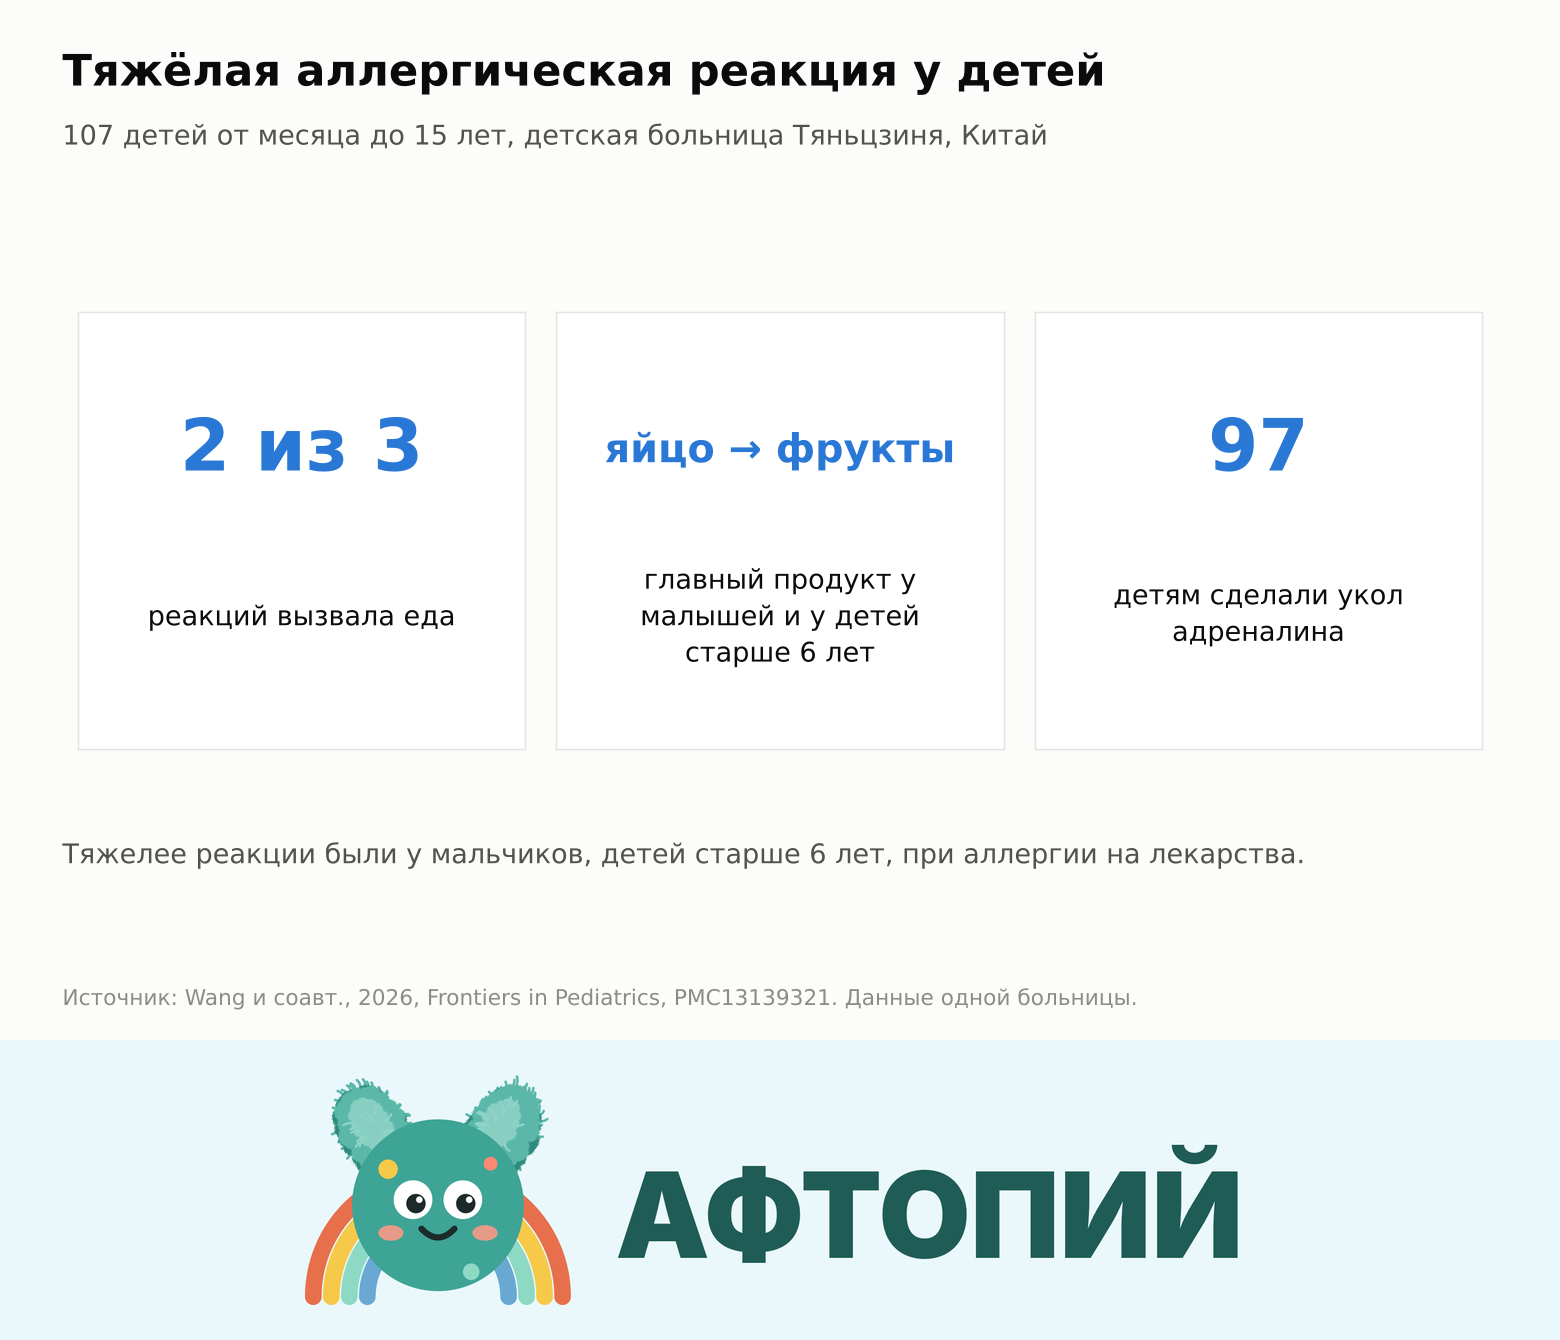 Тяжёлая аллергическая реакция у детей
107 детей от месяца до 15 лет, детская больница Тяньцзиня, Китай
2 из 3
реакций вызвала еда
яйцо → фрукты
главный продукт у
малышей и у детей
старше 6 лет
97
детям сделали укол
адреналина
Тяжелее реакции были у мальчиков, детей старше 6 лет, при аллергии на лекарства.
Источник: Wang и соавт., 2026, Frontiers in Pediatrics, PMC13139321. Данные одной больницы.
АФТОПИЙ